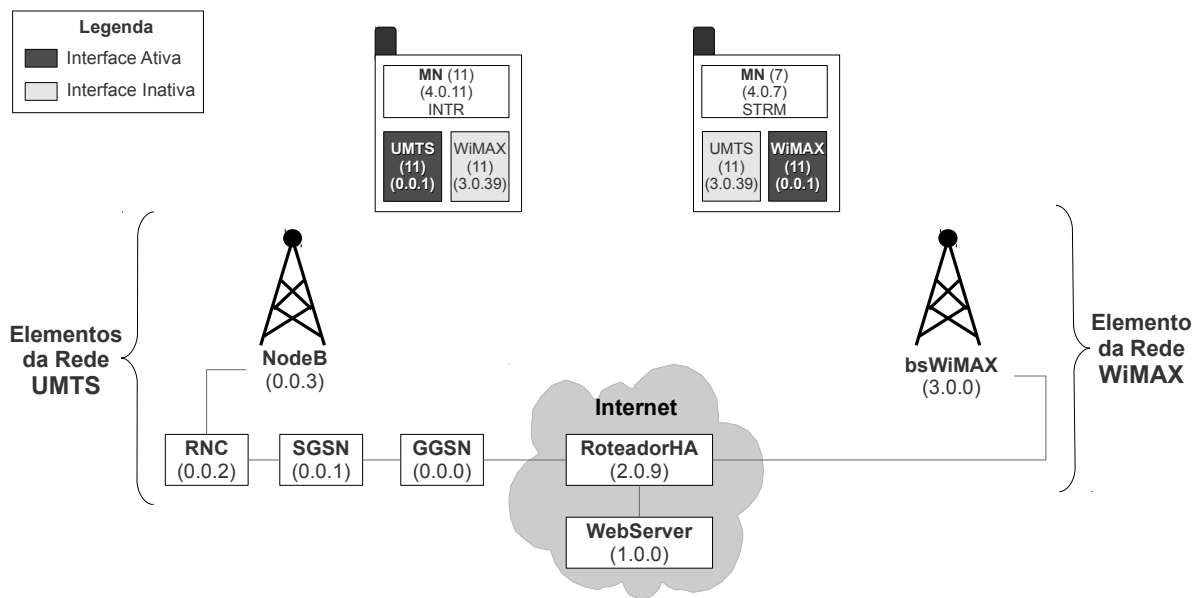 Legenda
Interface Ativa
Interface Inativa
MN (11)
(4.0.11)
INTR
UMTS
(11)
(0.0.1)
WiMAX
(11)
(3.0.39)
MN (7)
(4.0.7)
STRM
UMTS
(11)
(3.0.39)
WiMAX
(11)
(0.0.1)
Elementos
da Rede
UMTS
NodeB
(0.0.3)
bsWiMAX
(3.0.0)
Elemento
da Rede
WiMAX
Internet
RNC
(0.0.2)
SGSN
(0.0.1)
GGSN
(0.0.0)
RoteadorHA
(2.0.9)
WebServer
(1.0.0)